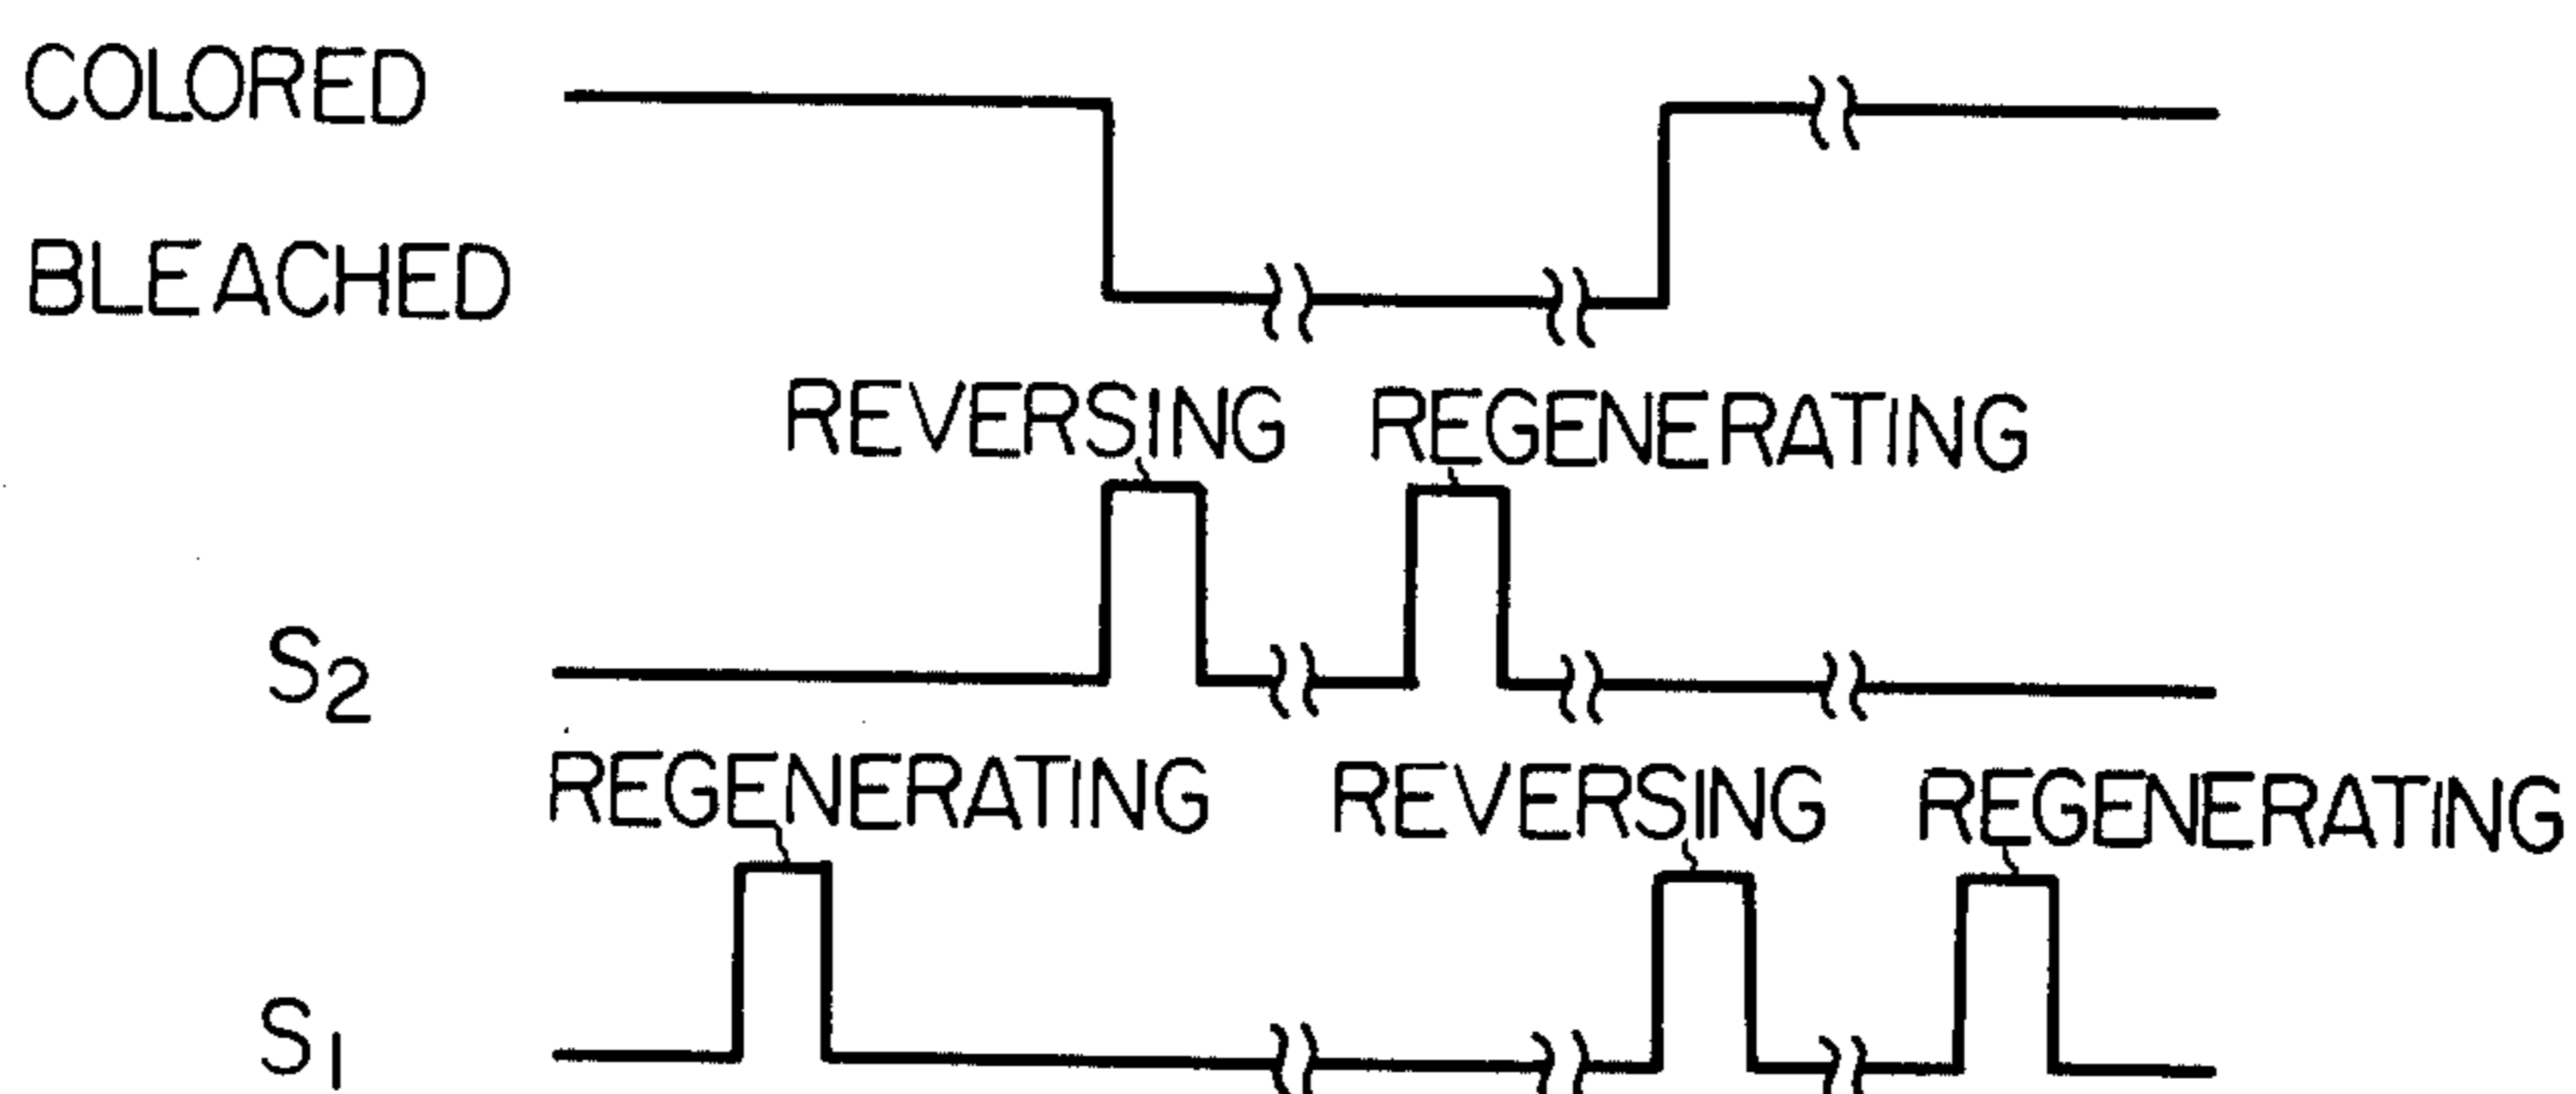 COLORED
BLEACHED
REVERSING REGENERATING
S2
REGENERATING REVERSING REGENERATING
S1